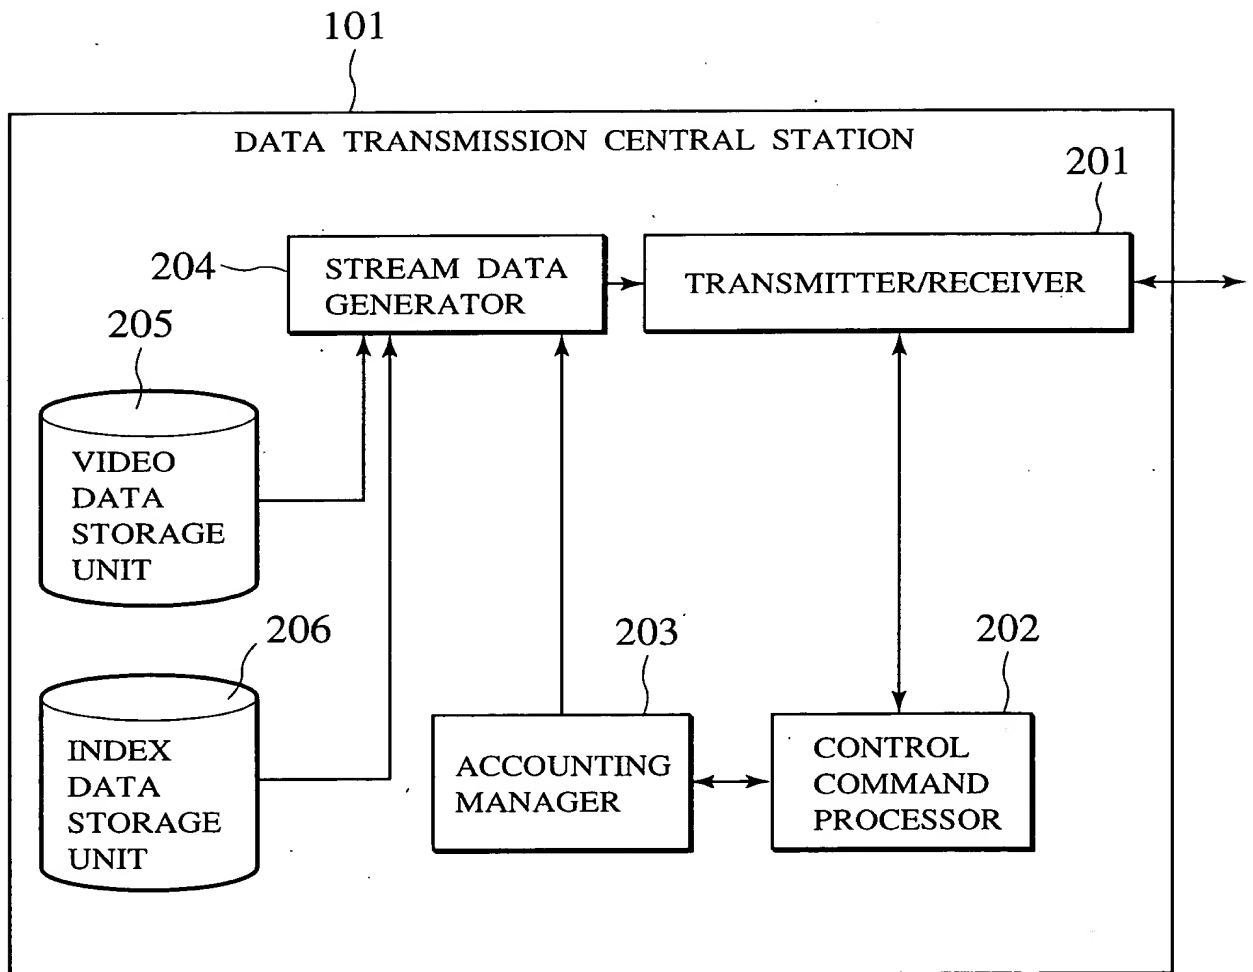 101
DATA TRANSMISSION CENTRAL STATION
201
204
STREAM DATA
GENERATOR
TRANSMITTER/RECEIVER
205
VIDEO
DATA
STORAGE
UNIT
206
203
202
INDEX
DATA
STORAGE
UNIT
ACCOUNTING
MANAGER
CONTROL
COMMAND
PROCESSOR